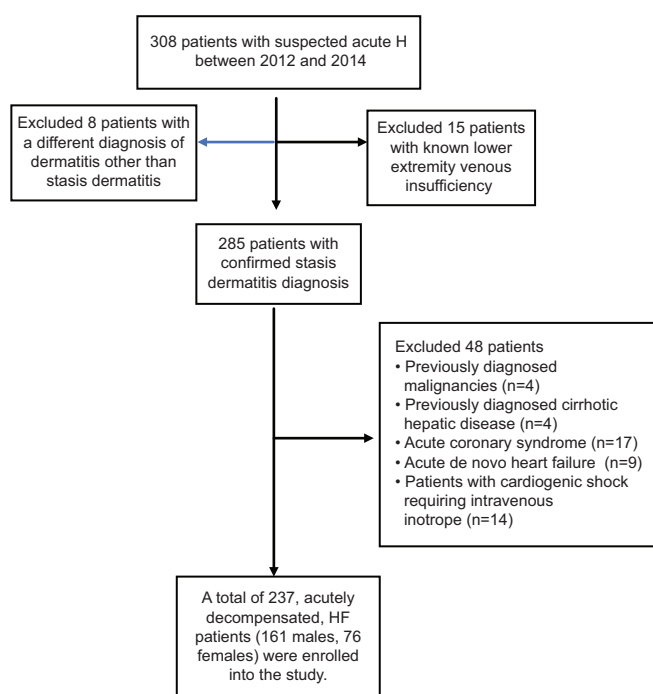 308 patients with suspected acute H
between 2012 and 2014
Excluded 8 patients with
a different diagnosis of
dermatitis other than
stasis dermatitis
Excluded 15 patients
with known lower
extremity venous
insufficiency
285 patients with
confirmed stasis
dermatitis diagnosis
Excluded 48 patients
• Previously diagnosed
malignancies (n=4)
• Previously diagnosed cirrhotic
hepatic disease (n=4)
• Acute coronary syndrome (n=17)
• Acute de novo heart failure (n=9)
• Patients with cardiogenic shock
requiring intravenous
inotrope (n=14)
A total of 237, acutely
decompensated, HF
patients (161 males, 76
females) were enrolled
into the study.